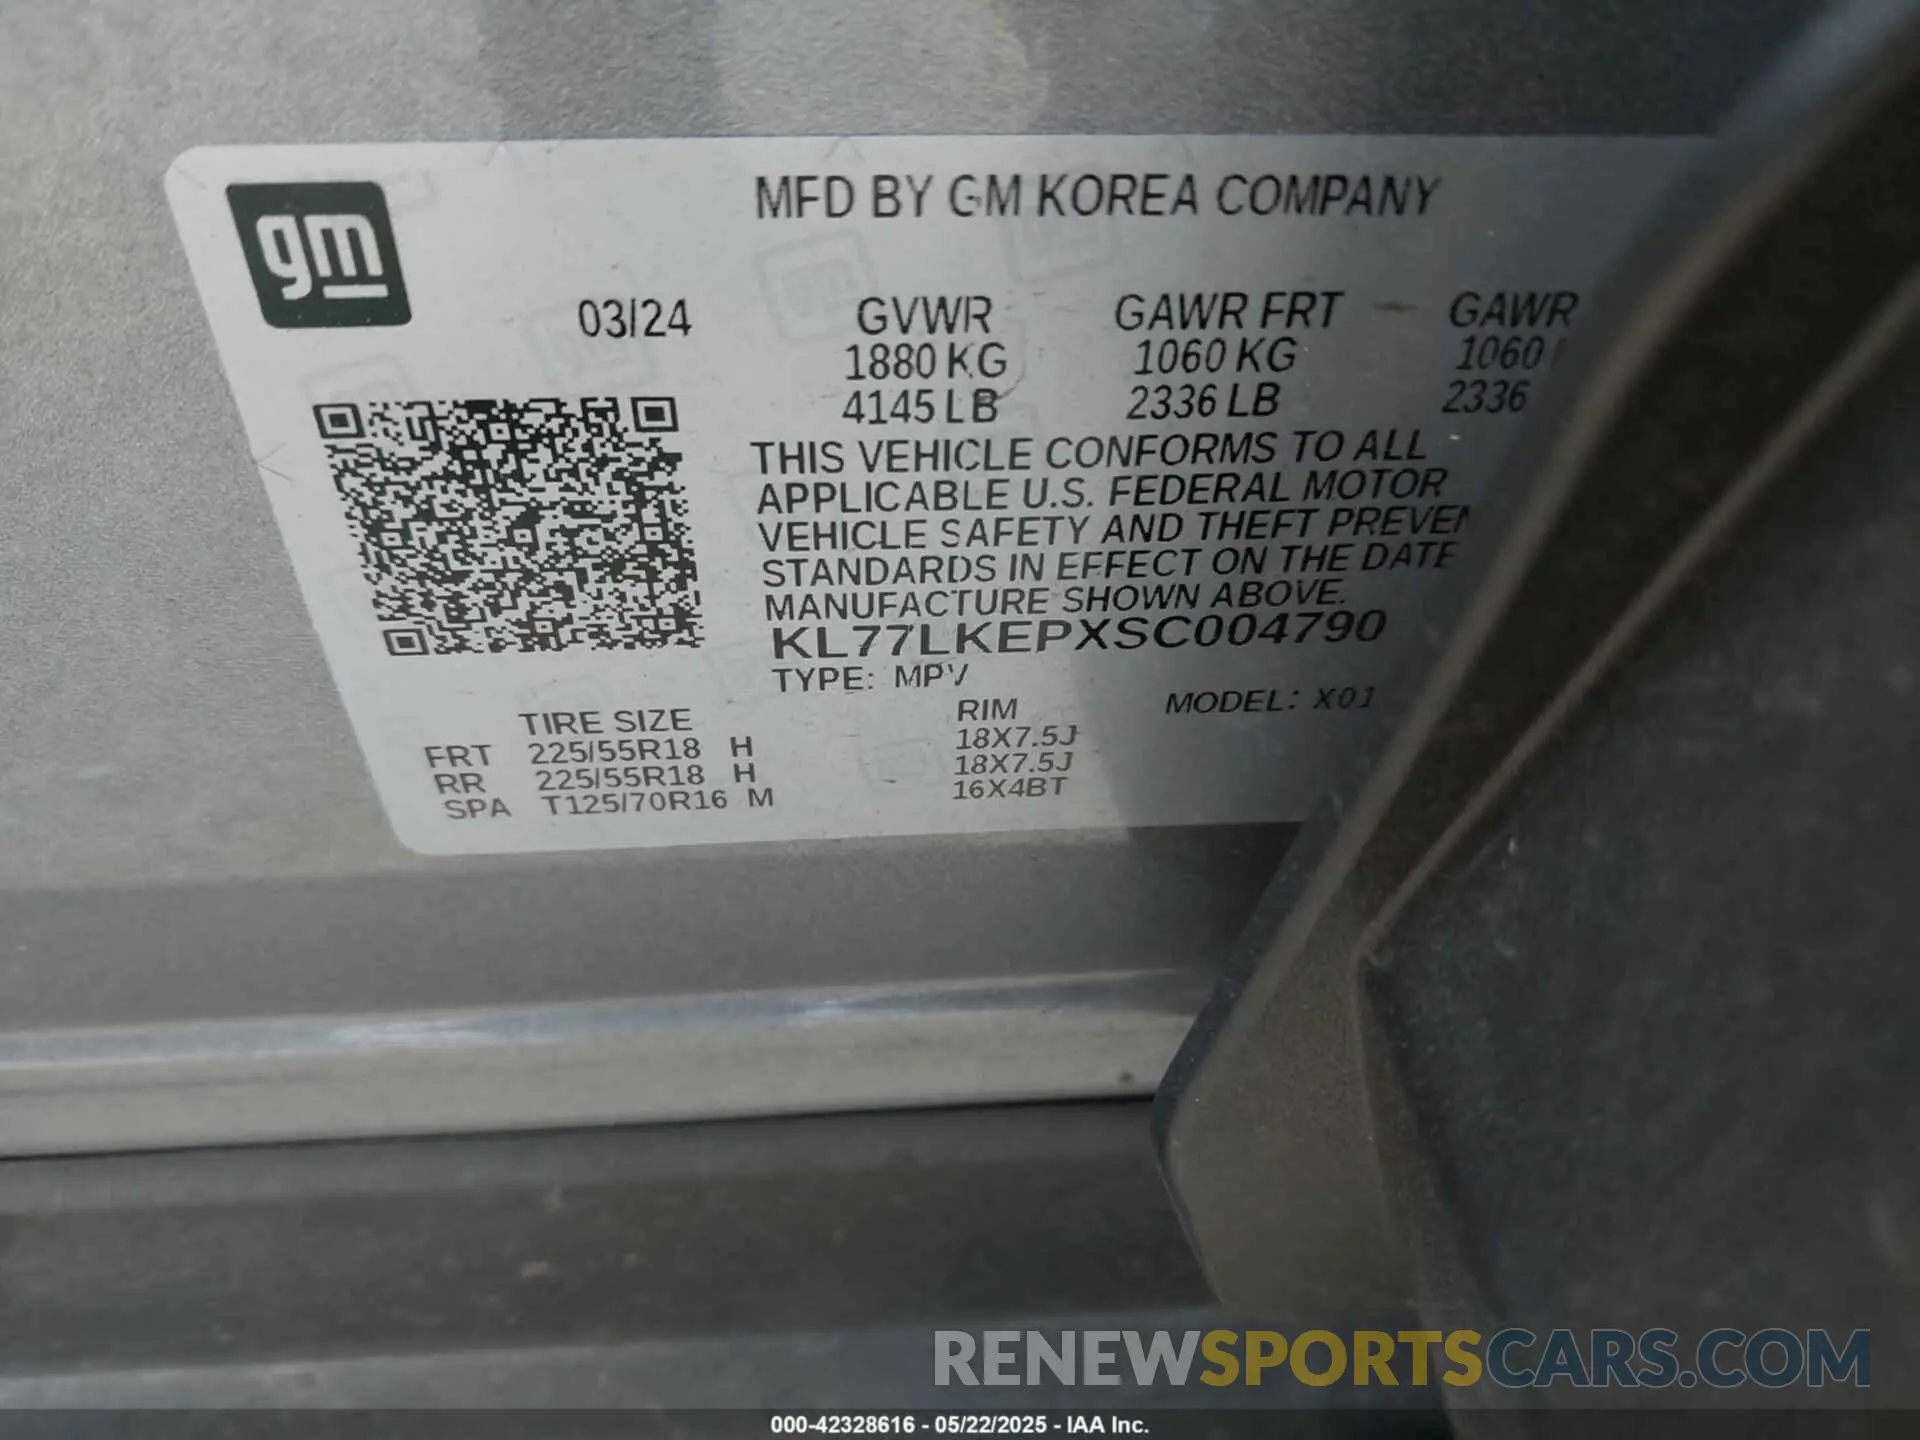 gm
MFD BY GM KOREA COMPANY
03/24 GVWR GAWR FRT GAWR
1880 KG 1060 KG 1060
4145 LB 2336 LB 2336
THIS VEHICLE CONFORMS TO ALL
APPLICABLE U.S. FEDERAL MOTOR
VEHICLE SAFETY AND THEFT PREVEN
STANDARDS IN EFFECT ON THE DATE
MANUFACTURE SHOWN ABOVE.
KL77LKEPXSC004790
TYPE: MPV MODEL: X01
TIRE SIZE RIM
FRT 225/55R18 H 18X7.5J
RR 225/55R18 H 18X7.5J
SPA T125/70R16 M 16X4BT
RENEWSPORTSCARS.COM
000-42328616 - 05/22/2025 - IAA Inc.